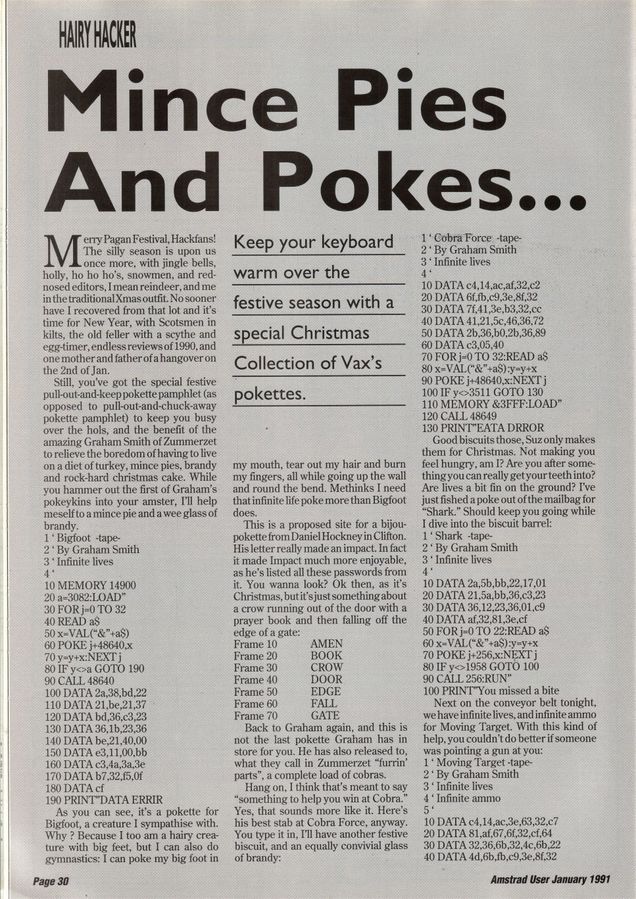 HAIRY HACKER
Mince Pies
And Pokes...
Merry Pagan Festival, Hackfans!
The silly season is upon us
once more, with jingle bells,
holly, ho ho ho's, snowmen, and red-
nosed editors, I mean reindeer, and me
in the traditional Xmas outfit. No sooner
have I recovered from that lot and it's
time for New Year, with Scotsmen in
kilts, the old feller with a scythe and
egg-timer, endless reviews of 1990, and
one mother and father of a hangover on
the 2nd of Jan.
Still, you've got the special festive
pull-out-and-keep pokette pamphlet (as
opposed to pull-out-and-chuck-away
pokette pamphlet) to keep you busy
over the hols, and the benefit of the
amazing Graham Smith of Zummerzet
to relieve the boredom of having to live
on a diet of turkey, mince pies, brandy
and rock-hard christmas cake. While
you hammer out the first of Graham's
pokeykins into your amster, I'll help
meself to a mince pie and a wee glass of
brandy.
1 ' Bigfoot -tape-
2 ' By Graham Smith
3 ' Infinite lives
4 '
10 MEMORY 14900
20 a=3082:LOAD"
30 FOR j=0 TO 32
40 READ a$
50 x=VAL("&"+a$)
60 POKE j+48640,x
70 y=y+x:NEXT j
80 IF y<>a GOTO 190
90 CALL 48640
100 DATA 2a,38,bd,22
110 DATA 21,be,21,37
120 DATA bd,36,c3,23
130 DATA 36,1b,23,36
140 DATA be,21,40,00
150 DATA e3,11,00,bb
160 DATA c3,4a,3a,3e
170 DATA b7,32,f5,0f
180 DATA cf
190 PRINT"DATA ERRIR
As you can see, it's a pokette for
Bigfoot, a creature I sympathise with.
Why ? Because I too am a hairy crea-
ture with big feet, but I can also do
gymnastics: I can poke my big foot in
Keep your keyboard
warm over the
festive season with a
special Christmas
Collection of Vax's
pokettes.
my mouth, tear out my hair and burn
my fingers, all while going up the wall
and round the bend. Methinks I need
that infinite life poke more than Bigfoot
does.
This is a proposed site for a bijou-
pokette from Daniel Hockney in Clifton.
His letter really made an impact. In fact
it made Impact much more enjoyable,
as he's listed all these passwords from
it. You wanna look? Ok then, as it's
Christmas, but it's just something about
a crow running out of the door with a
prayer book and then falling off the
edge of a gate:
Frame 10 AMEN
Frame 20 BOOK
Frame 30 CROW
Frame 40 DOOR
Frame 50 EDGE
Frame 60 FALL
Frame 70 GATE
Back to Graham again, and this is
not the last pokette Graham has in
store for you. He has also released to,
what they call in Zummerzet "furrin'
parts", a complete load of cobras.
Hang on, I think that's meant to say
"something to help you win at Cobra."
Yes, that sounds more like it. Here's
his best stab at Cobra Force, anyway.
You type it in, I'll have another festive
biscuit, and an equally convivial glass
of brandy:
1 ' Cobra Force -tape-
2 ' By Graham Smith
3 ' Infinite lives
4 '
10 DATA c4,14,ac,af,32,c2
20 DATA 6f,fb,c9,3e,8f,32
30 DATA 7f,41,3e,b3,32,cc
40 DATA 41,21,5c,46,36,72
50 DATA 2b,36,b0,2b,36,89
60 DATA c3,05,40
70 FOR j=0 TO 32:READ a$
80 x=VAL("&"+a$):y=y+x
90 POKE j+48640,x:NEXT j
100 IF y<>3511 GOTO 130
110 MEMORY &3FFF:LOAD"
120 CALL 48649
130 PRINT"EATA DRROR
Good biscuits those, Suz only makes
them for Christmas. Not making you
feel hungry, am I? Are you after some-
thing you can really get your teeth into?
Are lives a bit fin on the ground? I've
just fished a poke out of the mailbag for
"Shark." Should keep you going while
I dive into the biscuit barrel:
1 ' Shark -tape-
2 ' By Graham Smith
3 ' Infinite lives
4 '
10 DATA 2a,5b,bb,22,17,01
20 DATA 21,5a,bb,36,c3,23
30 DATA 36,12,23,36,01,c9
40 DATA af,32,81,3e,cf
50 FOR j=0 TO 22:READ a$
60 x=VAL("&"+a$):y=y+x
70 POKE j+256,x:NEXT j
80 IF y<>1958 GOTO 100
90 CALL 256:RUN"
100 PRINT"You missed a bite
Next on the conveyor belt tonight,
we have infinite lives, and infinite ammo
for Moving Target. With this kind of
help, you couldn't do better if someone
was pointing a gun at you:
1 ' Moving Target -tape-
2 ' By Graham Smith
3 ' Infinite lives
4 ' Infinite ammo
5 '
10 DATA c4,14,ac,3e,63,32,c7
20 DATA 81,af,67,6f,32,cf,64
30 DATA 32,36,6b,32,4c,6b,22
40 DATA 4d,6b,fb,c9,3e,8f,32
Page 30
Amstrad User January 1991